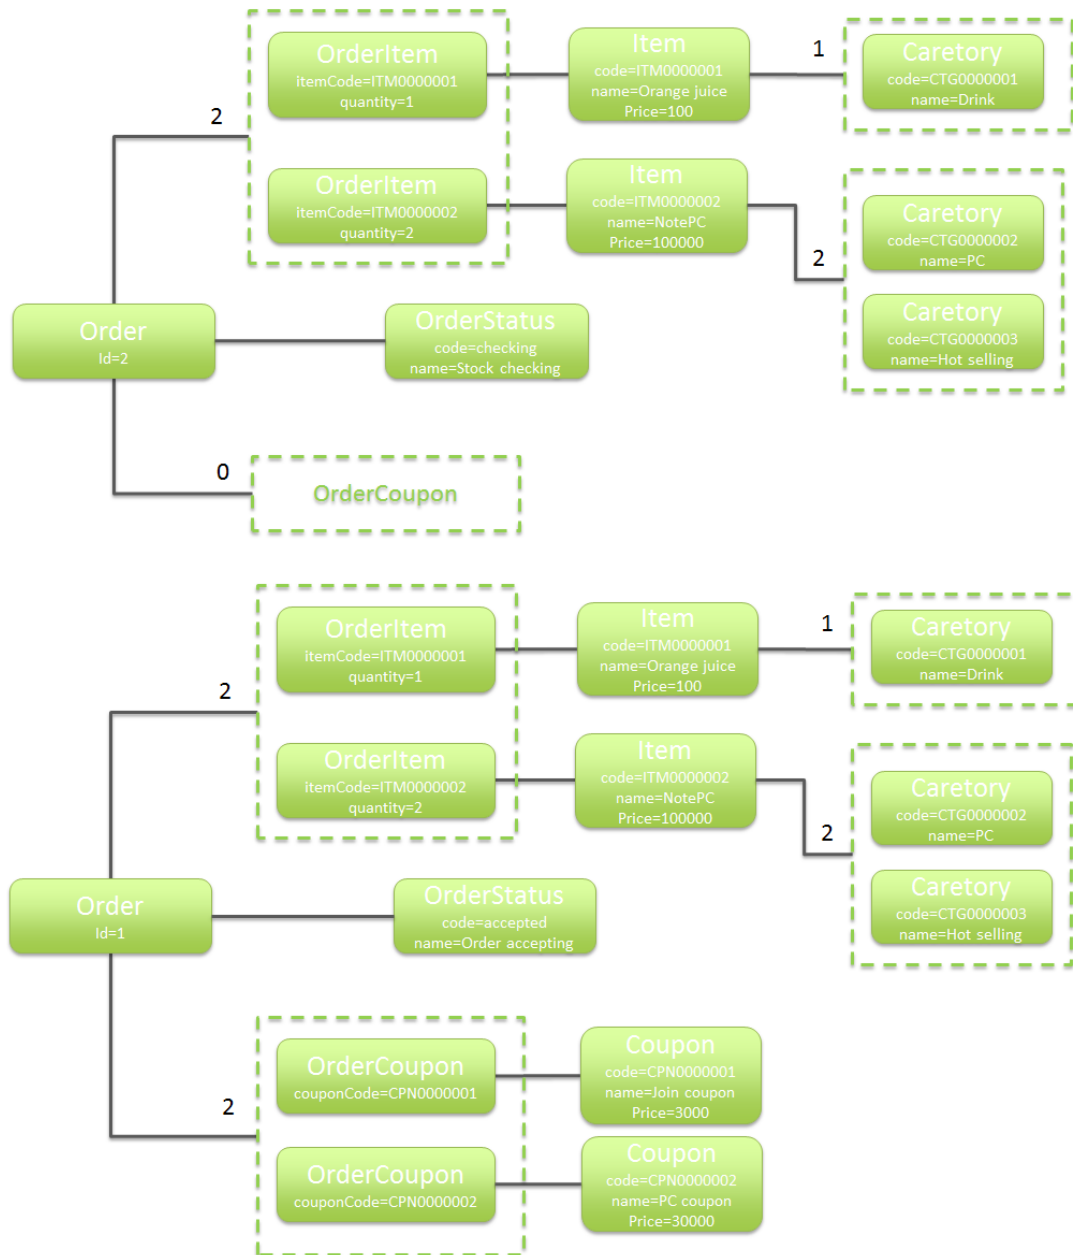 OrderItem
itemCode=ITM0000001
quantity=1
Item
code=ITM0000001
name=Orange juice
Price=100
1
Caretory
code=CTG0000001
name=Drink
2
OrderItem
itemCode=ITM0000002
quantity=2
Item
code=ITM0000002
name=NotePC
Price=100000
2
Caretory
code=CTG0000002
name=PC
Caretory
code=CTG0000003
name=Hot selling
Order
Id=2
OrderStatus
code=checking
name=Stock checking
0
OrderCoupon
OrderItem
itemCode=ITM0000001
quantity=1
Item
code=ITM0000001
name=Orange juice
Price=100
1
Caretory
code=CTG0000001
name=Drink
2
OrderItem
itemCode=ITM0000002
quantity=2
Item
code=ITM0000002
name=NotePC
Price=100000
2
Caretory
code=CTG0000002
name=PC
Caretory
code=CTG0000003
name=Hot selling
Order
Id=1
OrderStatus
code=accepted
name=Order accepting
2
OrderCoupon
couponCode=CPN0000001
Coupon
code=CPN0000001
name=Join coupon
Price=3000
OrderCoupon
couponCode=CPN0000002
Coupon
code=CPN0000002
name=PC coupon
Price=30000